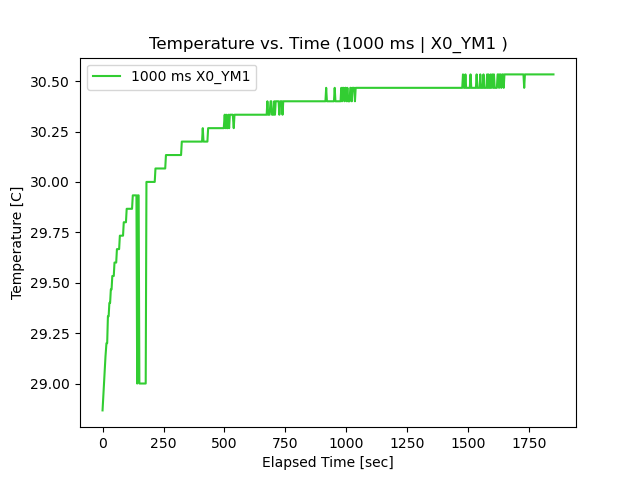 Temperature vs. Time (1000 ms | X0_YM1 )
1000 ms X0_YM1
30.50
30.25
30.00
29.75
29.50
29.25
29.00
Temperature [C]
0 250 500 750 1000 1250 1500 1750
Elapsed Time [sec]